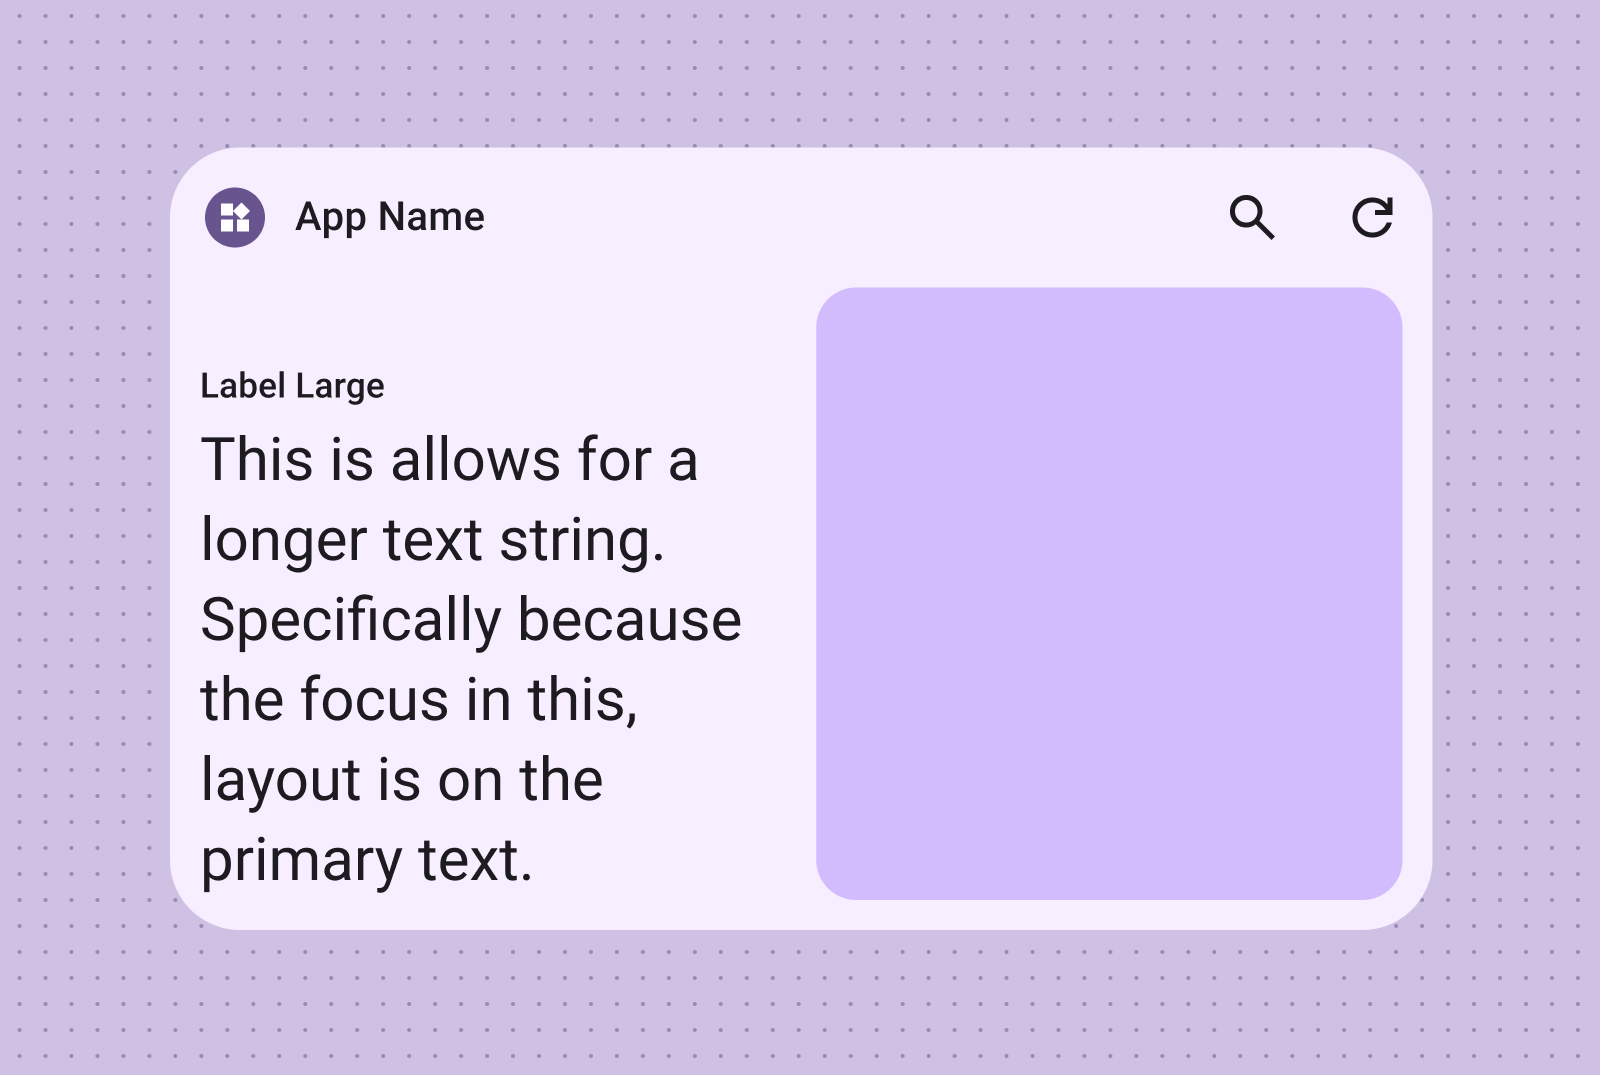 App Name
Label Large
This is allows for a
longer text string.
Specifically because
the focus in this,
layout is on the
primary text.